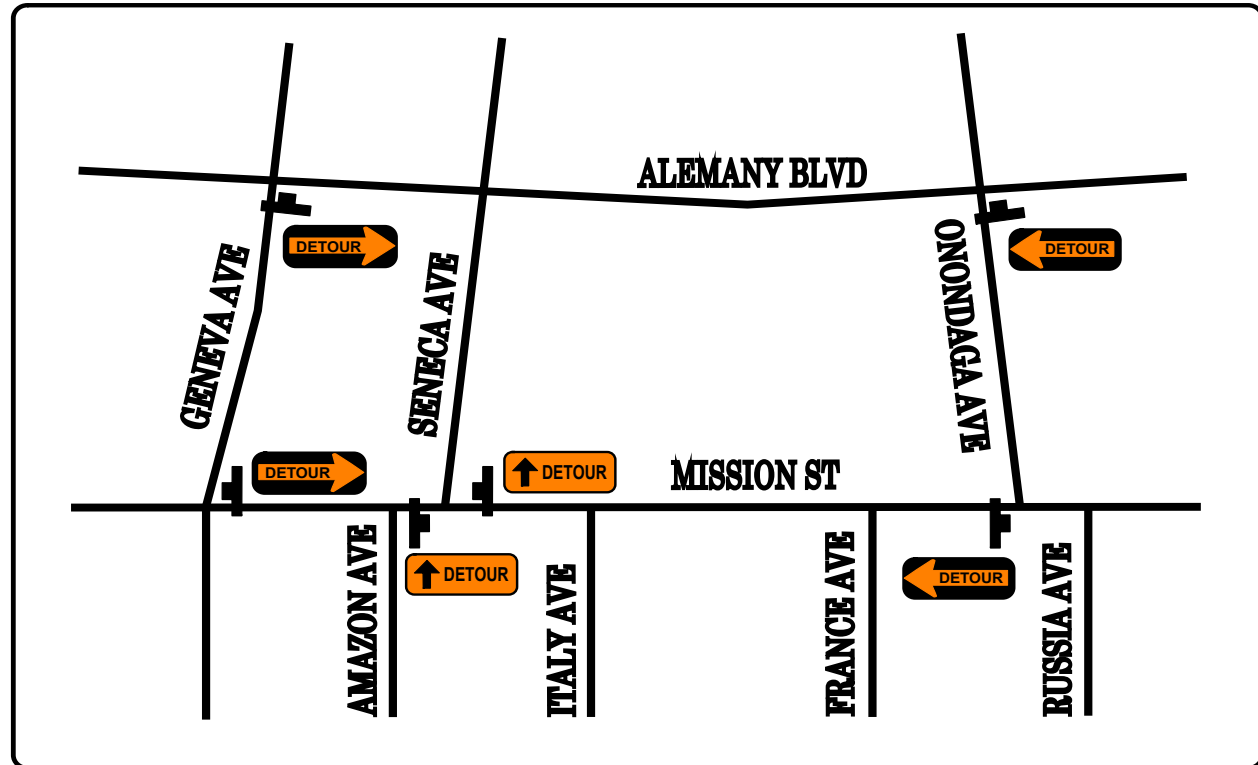 ALEMANY BLVD
DETOUR
DETOUR
GENEVA AVE
SENECA AVE
ONONDAGA AVE
DETOUR
DETOUR
MISSION ST
DETOUR
DETOUR
AMAZON AVE
ITALY AVE
FRANCE AVE
RUSSIA AVE